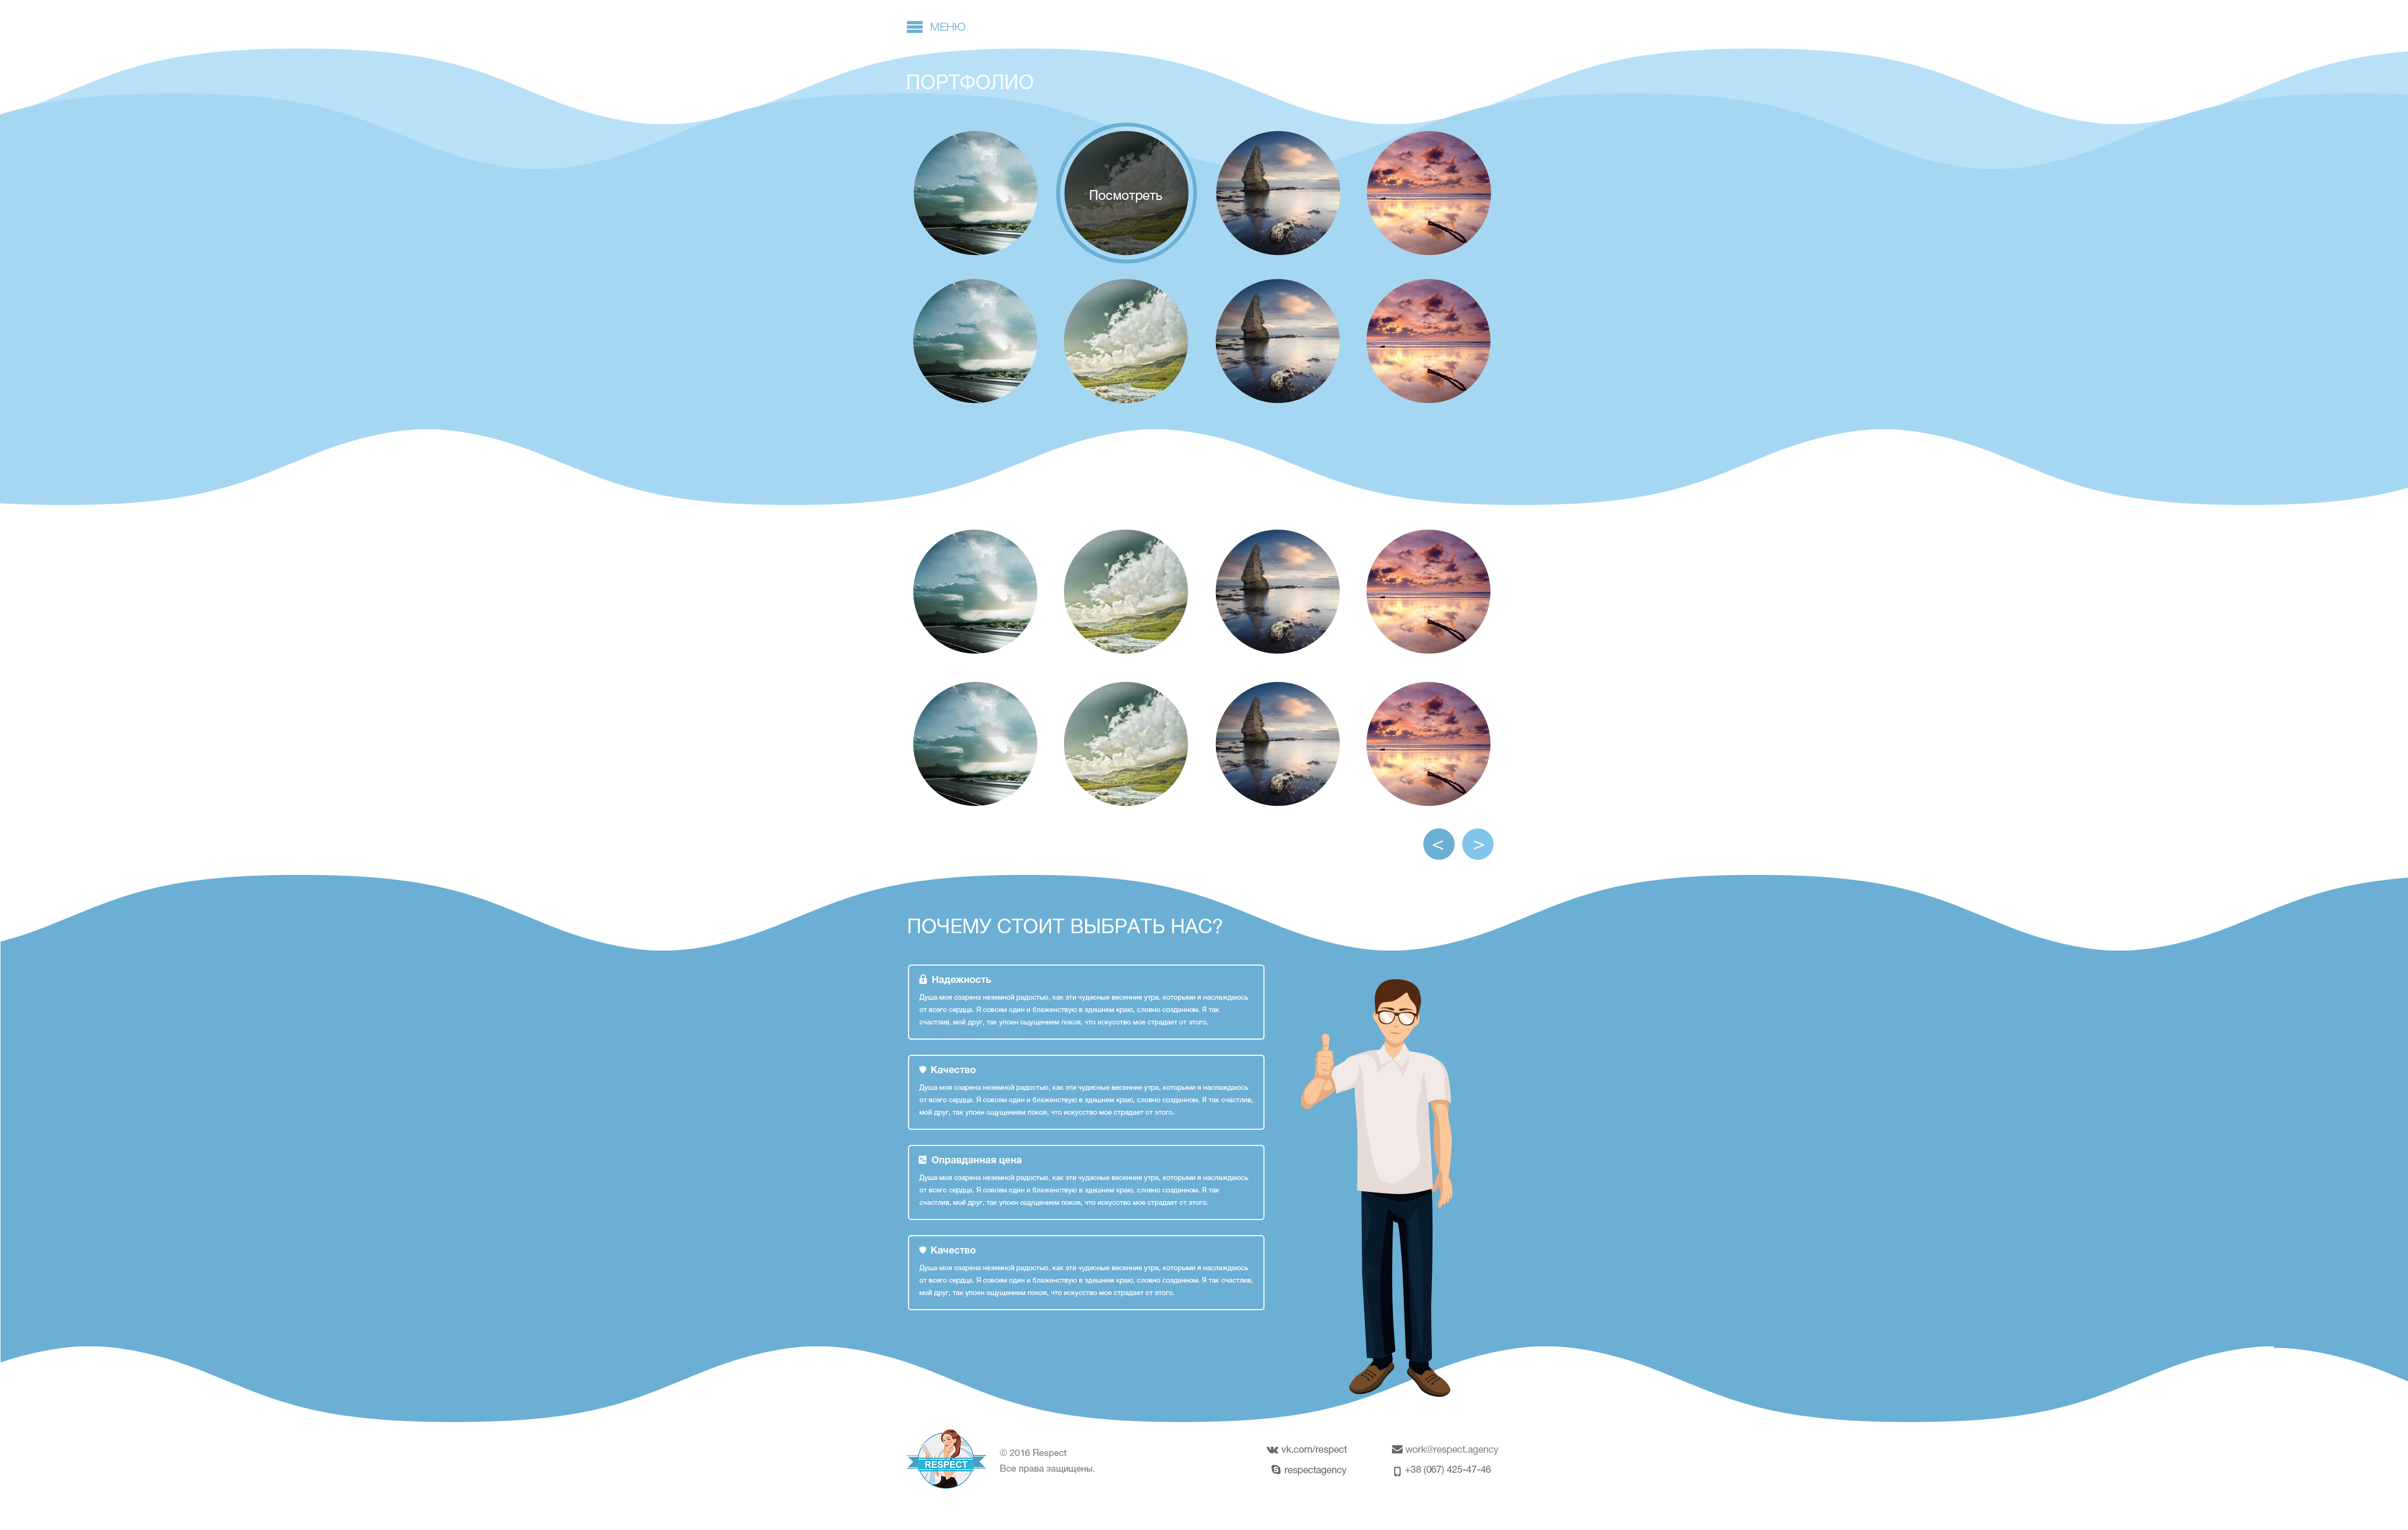 МЕНЮ
ПОРТФОЛИО
Посмотреть
< >
ПОЧЕМУ СТОИТ ВЫБРАТЬ НАС?
Надежность
Душа моя озарена неземной радостью, как эти чудесные весенние утра, которыми я наслаждаюсь
от всего сердца. Я совсем один и блаженствую в здешнем краю, словно созданном. Я так
счастлив, мой друг, так упоен ощущением покоя, что искусство мое страдает от этого.
Качество
Душа моя озарена неземной радостью, как эти чудесные весенние утра, которыми я наслаждаюсь
от всего сердца. Я совсем один и блаженствую в здешнем краю, словно созданном. Я так счастлив,
мой друг, так упоен ощущением покоя, что искусство мое страдает от этого.
Оправданная цена
Душа моя озарена неземной радостью, как эти чудесные весенние утра, которыми я наслаждаюсь
от всего сердца. Я совсем один и блаженствую в здешнем краю, словно созданном. Я так
счастлив, мой друг, так упоен ощущением покоя, что искусство мое страдает от этого.
Качество
Душа моя озарена неземной радостью, как эти чудесные весенние утра, которыми я наслаждаюсь
от всего сердца. Я совсем один и блаженствую в здешнем краю, словно созданном. Я так счастлив,
мой друг, так упоен ощущением покоя, что искусство мое страдает от этого.
RESPECT
© 2016 Respect
Все права защищены.
vk.com/respect
respectagency
work@respect.agency
+38 (067) 425-47-46